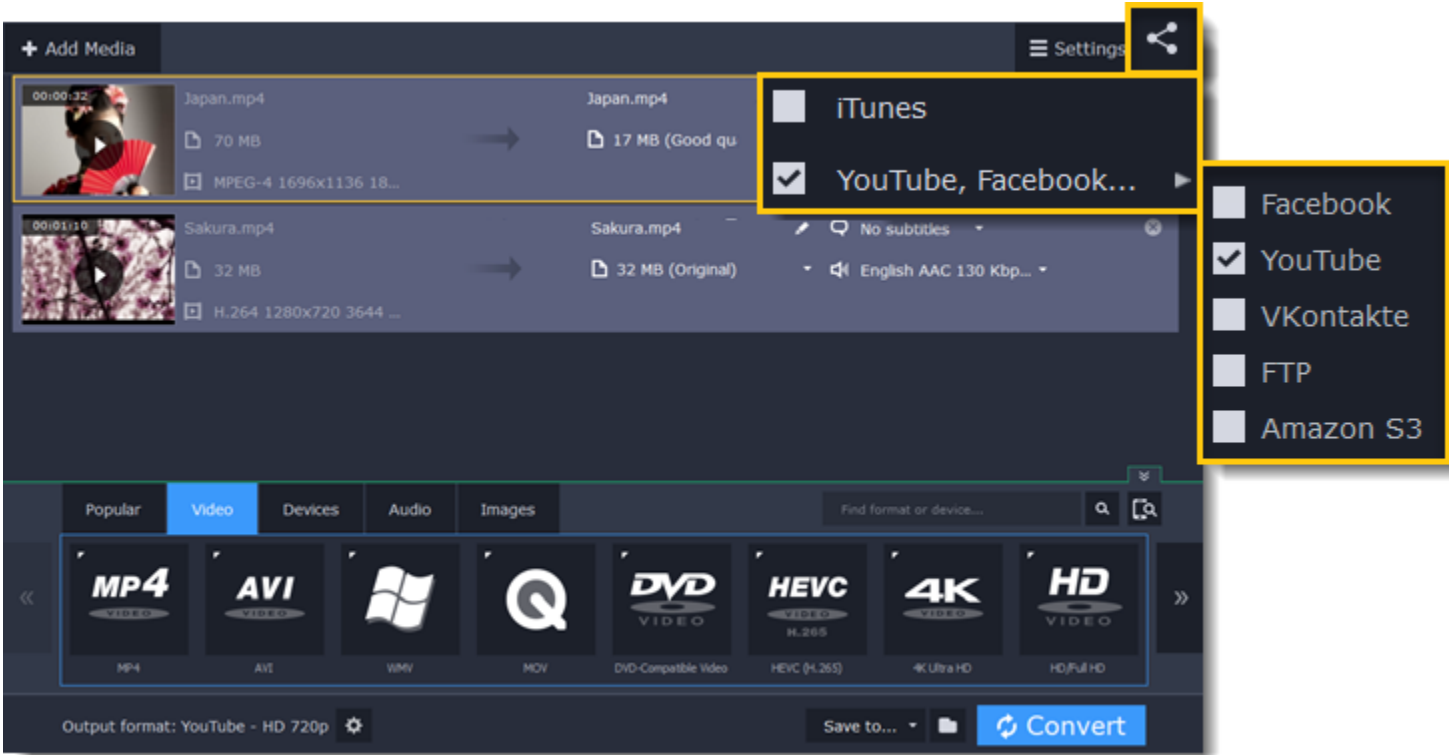 + Add Media
Settings
00:00:32
Japan.mp4
Japan.mp4
70 MB
17 MB (Good qu
MPEG-4 1696x1136 18...
iTunes
YouTube, Facebook...
Facebook
YouTube
VKontakte
FTP
Amazon S3
00:01:10
Sakura.mp4
Sakura.mp4
No subtitles
32 MB
32 MB (Original)
English AAC 130 Kbp...
H.264 1280x720 3644 ...
Popular
Video
Devices
Audio
Images
Find format or device...
MP4 VIDEO
AVI VIDEO
DVD VIDEO
HEVC VIDEO H.265
4K VIDEO
HD VIDEO
MP4
AVI
WMV
MOV
DVD-Compatible Video
HEVC (H.265)
4K Ultra HD
HD/Full HD
Output format: YouTube - HD 720p
Save to...
Convert